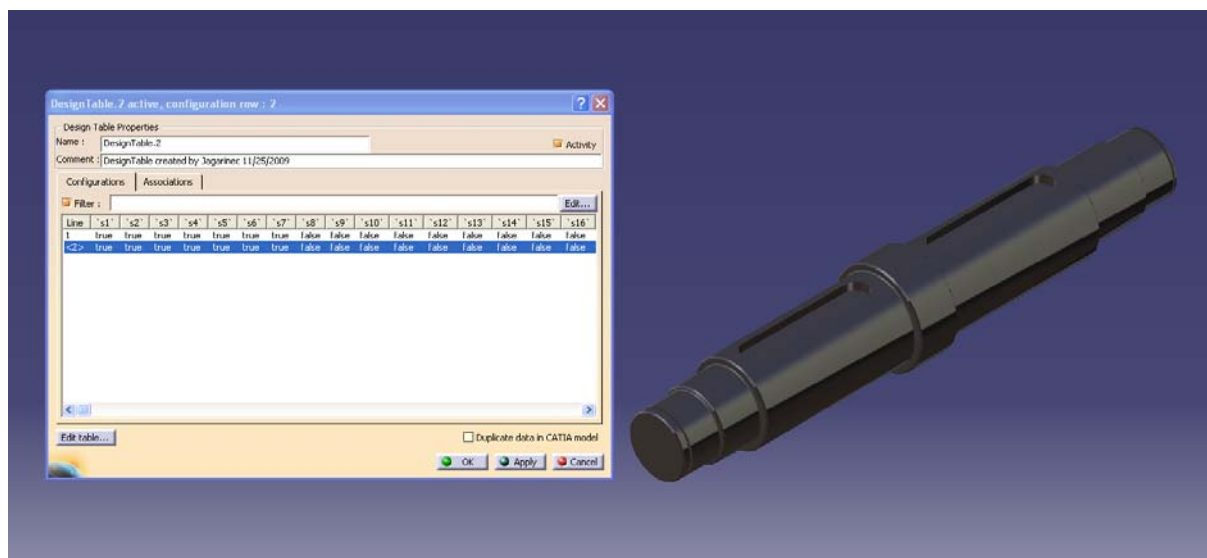 DesignTable.2 active, configuration row : 2
Design Table Properties
Name : DesignTable.2 Activity
Comment : DesignTable created by Jagarinec 11/25/2009
Configurations Associations
Filter : Edit...
Line `s1` `s2` `s3` `s4` `s5` `s6` `s7` `s8` `s9` `s10` `s11` `s12` `s13` `s14` `s15` `s16`
1 true true true true true true true false false false false false false false false false
<2> true true true true true true true false false false false false false false false false
Edit table... Duplicate data in CATIA model
OK Apply Cancel